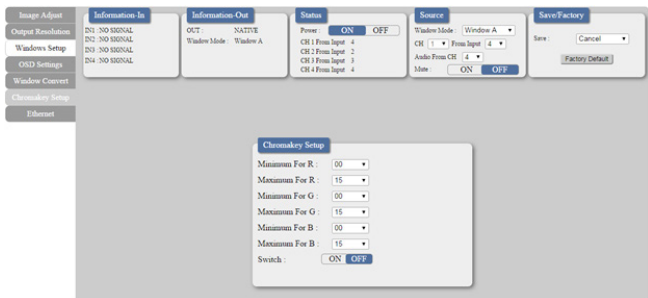 Image Adjust
Output Resolution
Windows Setup
OSD Settings
Window Convert
Chromakey Setup
Ethernet
Information-In
IN1 : NO SIGNAL
IN2 : NO SIGNAL
IN3 : NO SIGNAL
IN4 : NO SIGNAL
Information-Out
OUT : NATIVE
Window Mode : Window A
Status
Power : ON OFF
CH 1 From Input 4
CH 2 From Input 2
CH 3 From Input 3
CH 4 From Input 4
Source
Window Mode : Window A
CH 1 From Input 4
Audio From CH 4
Mute : ON OFF
Save/Factory
Save : Cancel
Factory Default
Chromakey Setup
Minimum For R : 00
Maximum For R : 15
Minimum For G : 00
Maximum For G : 15
Minimum For B : 00
Maximum For B : 15
Switch : ON OFF